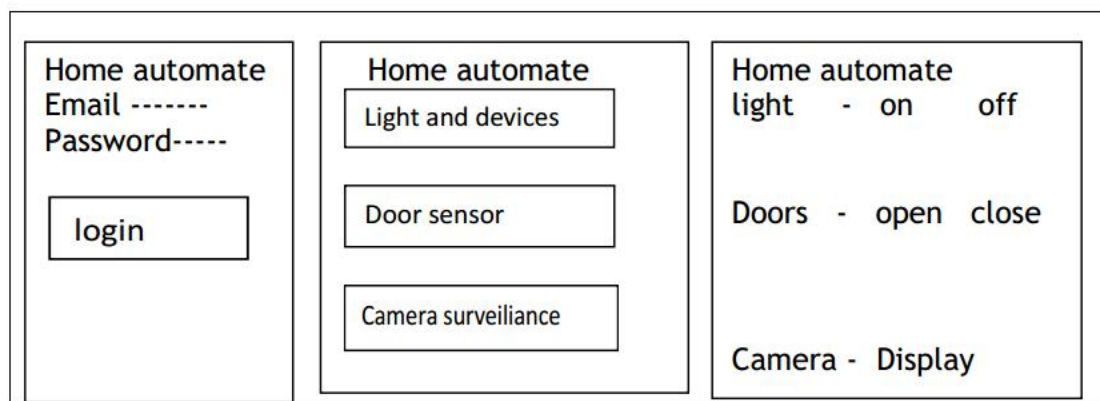 Home automate
Email -------
Password-----
login
Home automate
Light and devices
Door sensor
Camera surveiliance
Home automate
light - on off
Doors - open close
Camera - Display